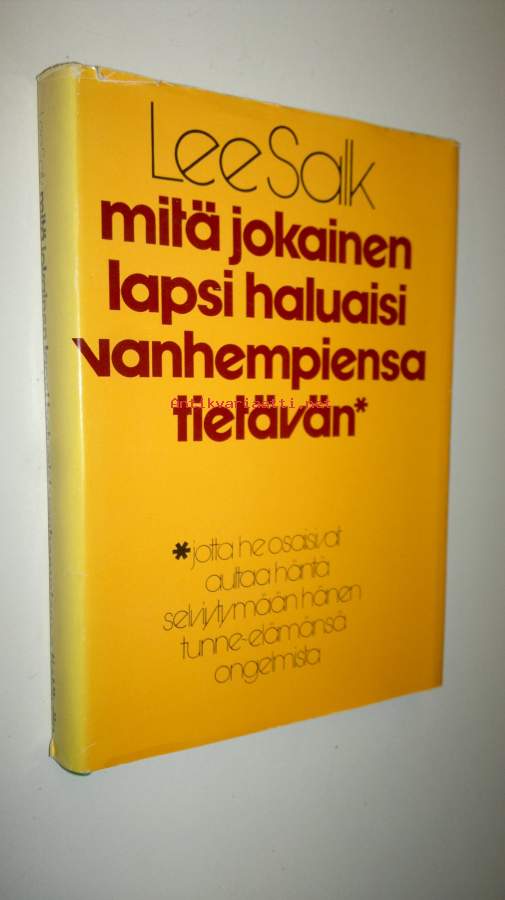 Lee Salk
mitä jokainen
lapsi haluaisi
vanhempiensa
tietävän*
Antikvariaatti.net
*jotta he osaisivat
auttaa häntä
selviytymään hänen
tunne-elämänsä
ongelmista